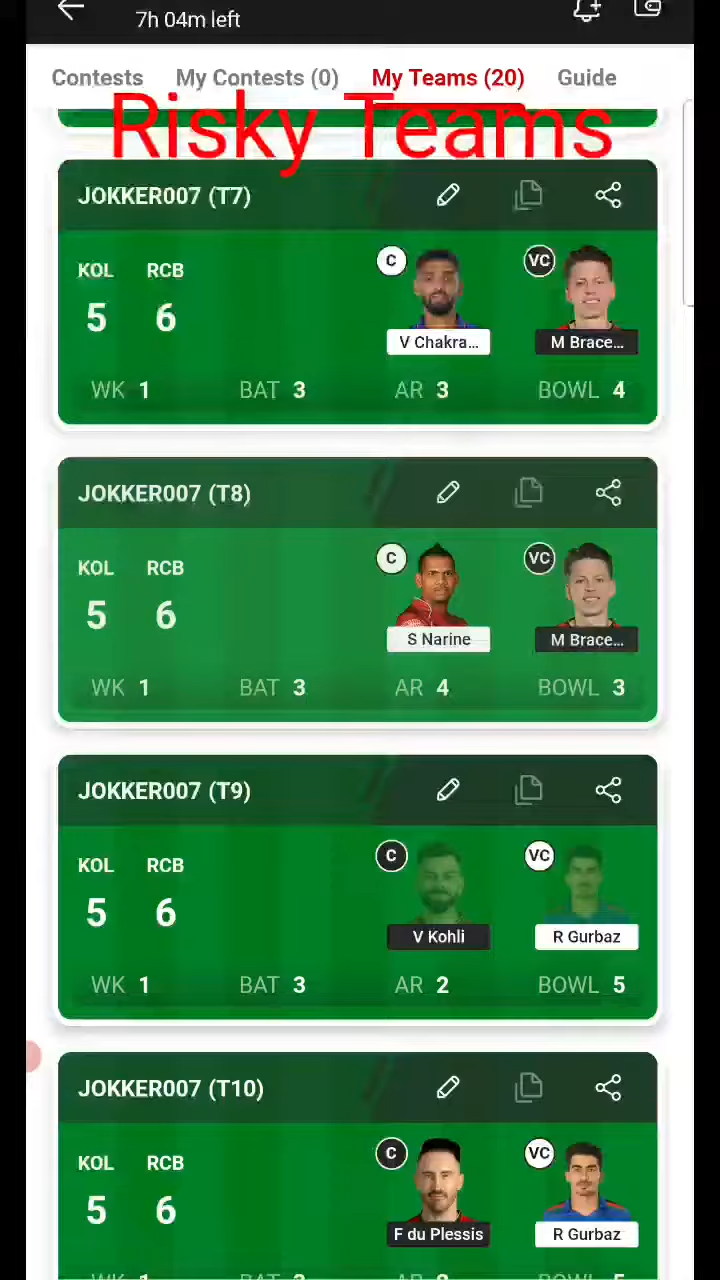 7h 04m left
Contests My Contests (0) My Teams (20) Guide
Risky Teams
JOKKER007 (T7)
KOL RCB C VC
5 6
V Chakra... M Brace...
WK 1 BAT 3 AR 3 BOWL 4
JOKKER007 (T8)
KOL RCB C VC
5 6
S Narine M Brace...
WK 1 BAT 3 AR 4 BOWL 3
JOKKER007 (T9)
KOL RCB C VC
5 6
V Kohli R Gurbaz
WK 1 BAT 3 AR 2 BOWL 5
JOKKER007 (T10)
KOL RCB C VC
5 6
F du Plessis R Gurbaz